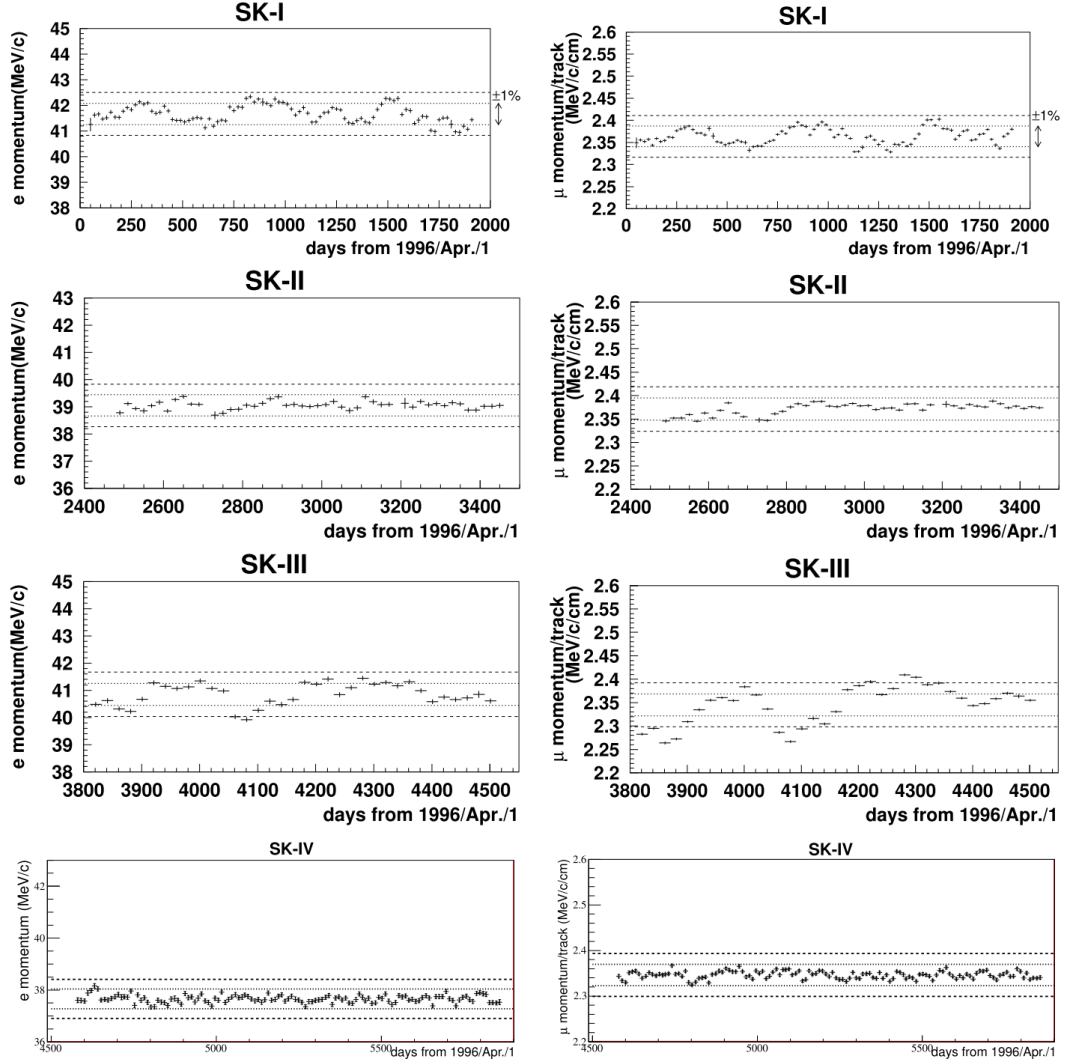 SK-I
e momentum(MeV/c)
45
44
43
42
41
40
39
38
±1%
0 250 500 750 1000 1250 1500 1750 2000
days from 1996/Apr./1
SK-I
μ momentum/track
(MeV/c/cm)
2.6
2.55
2.5
2.45
2.4
2.35
2.3
2.25
2.2
±1%
0 250 500 750 1000 1250 1500 1750 2000
days from 1996/Apr./1
SK-II
e momentum(MeV/c)
43
42
41
40
39
38
37
36
2400 2600 2800 3000 3200 3400
days from 1996/Apr./1
SK-II
μ momentum/track
(MeV/c/cm)
2.6
2.55
2.5
2.45
2.4
2.35
2.3
2.25
2.2
2400 2600 2800 3000 3200 3400
days from 1996/Apr./1
SK-III
e momentum(MeV/c)
45
44
43
42
41
40
39
38
3800 3900 4000 4100 4200 4300 4400 4500
days from 1996/Apr./1
SK-III
μ momentum/track
(MeV/c/cm)
2.6
2.55
2.5
2.45
2.4
2.35
2.3
2.25
2.2
3800 3900 4000 4100 4200 4300 4400 4500
days from 1996/Apr./1
SK-IV
e momentum (MeV/c)
42
40
38
36
4500 5000 5500
days from 1996/Apr./1
SK-IV
μ momentum/track (MeV/c/cm)
2.6
2.5
2.4
2.3
2.2
4500 5000 5500
days from 1996/Apr./1